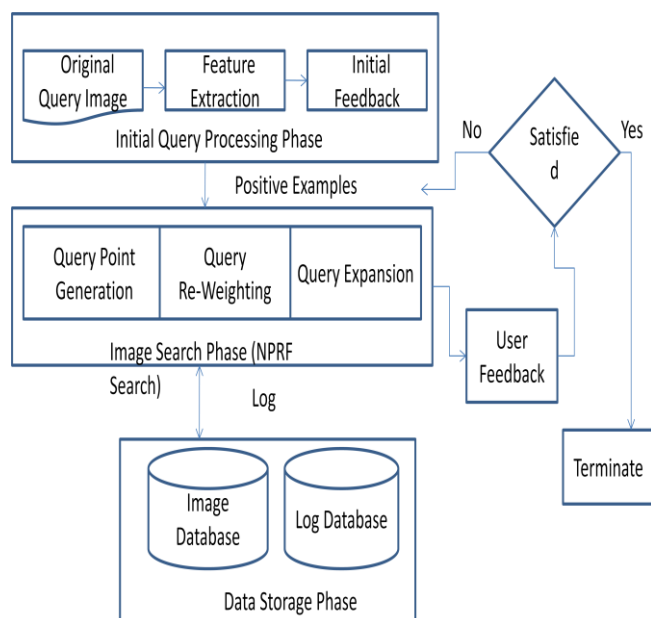 Original
Query Image
Feature
Extraction
Initial
Feedback
Initial Query Processing Phase
No
Satisfie
d
Yes
Positive Examples
Query Point
Generation
Query
Re-Weighting
Query Expansion
Image Search Phase (NPRF
Search)
User
Feedback
Log
Terminate
Image
Database
Log Database
Data Storage Phase